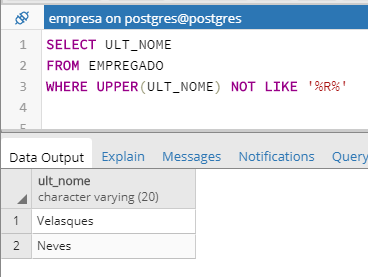 empresa on postgres@postgres
1 SELECT ULT_NOME
2 FROM EMPREGADO
3 WHERE UPPER(ULT_NOME) NOT LIKE '%R%'
4
5
Data Output Explain Messages Notifications Query
ult_nome
character varying (20)
1 Velasques
2 Neves